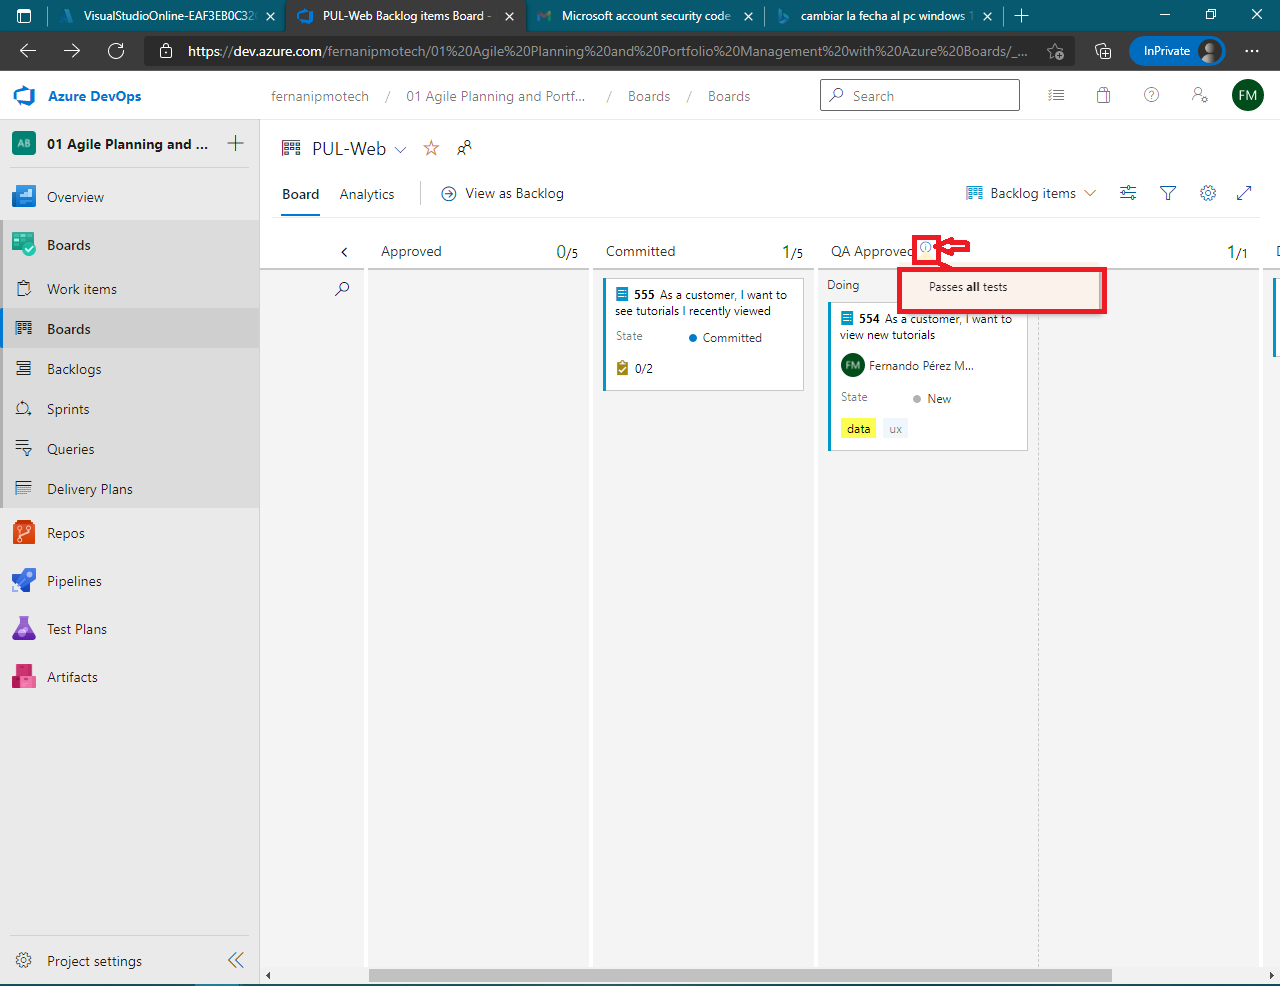 VisualStudioOnline-EAF3EB0C32
PUL-Web Backlog items Board -
Microsoft account security code
cambiar la fecha al pc windows 1
https://dev.azure.com/fernanipmotech/01%20Agile%20Planning%20and%20Portfolio%20Management%20with%20Azure%20Boards/_...
InPrivate
Azure DevOps
fernanipmotech / 01 Agile Planning and Portf... / Boards / Boards
Search
FM
AB
01 Agile Planning and ...
PUL-Web
Overview
Board
Analytics
View as Backlog
Backlog items
Boards
Approved
0/5
Committed
1/5
QA Approved
1/1
Work items
Doing
Passes all tests
555 As a customer, I want to
see tutorials I recently viewed
State
Committed
0/2
554 As a customer, I want to
view new tutorials
FM
Fernando Pérez M...
State
New
data
ux
Boards
Backlogs
Sprints
Queries
Delivery Plans
Repos
Pipelines
Test Plans
Artifacts
Project settings